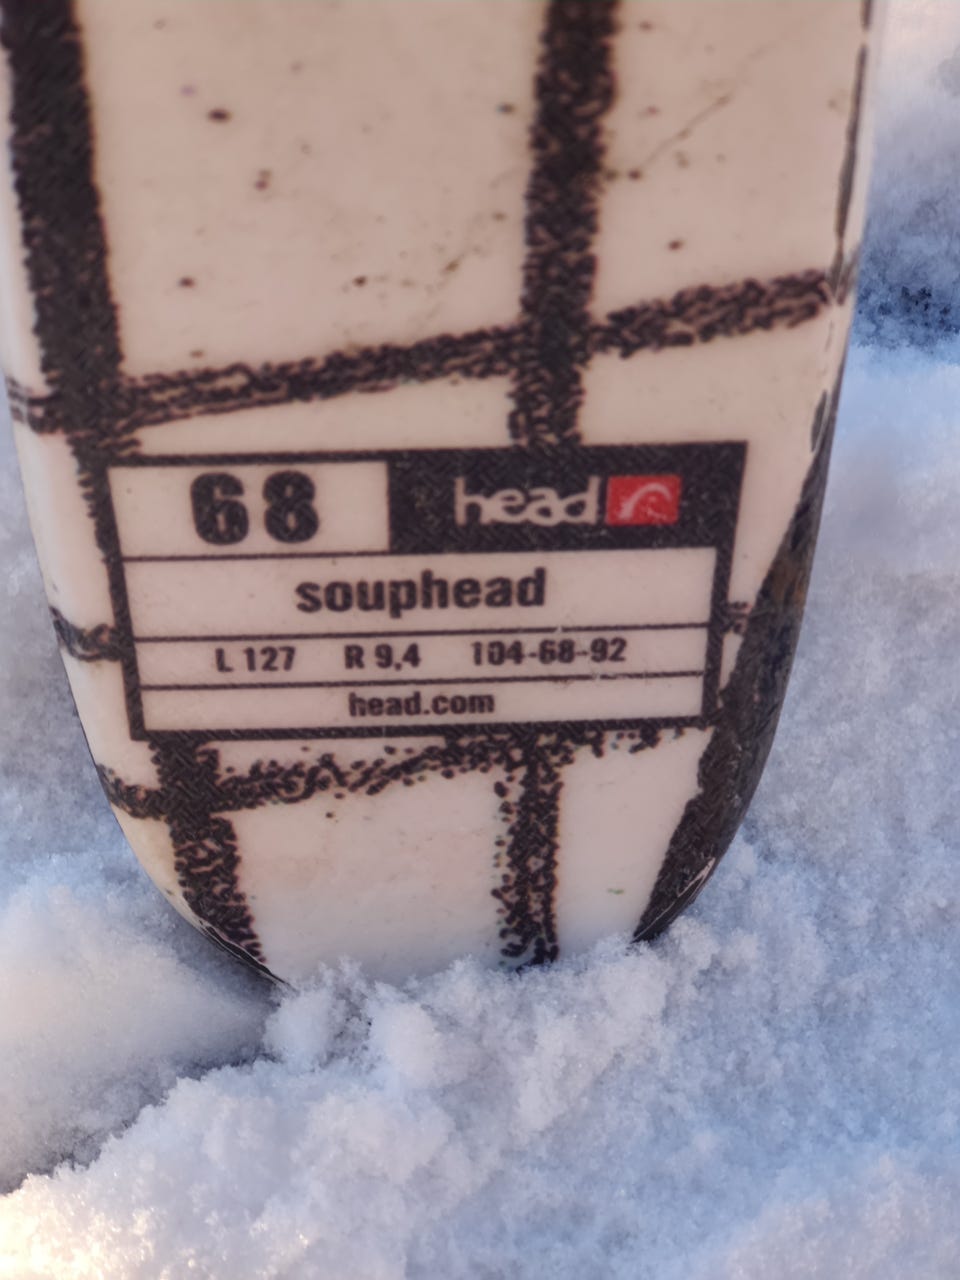 68 head
souphead
L 127 R 9,4 104-68-92
head.com